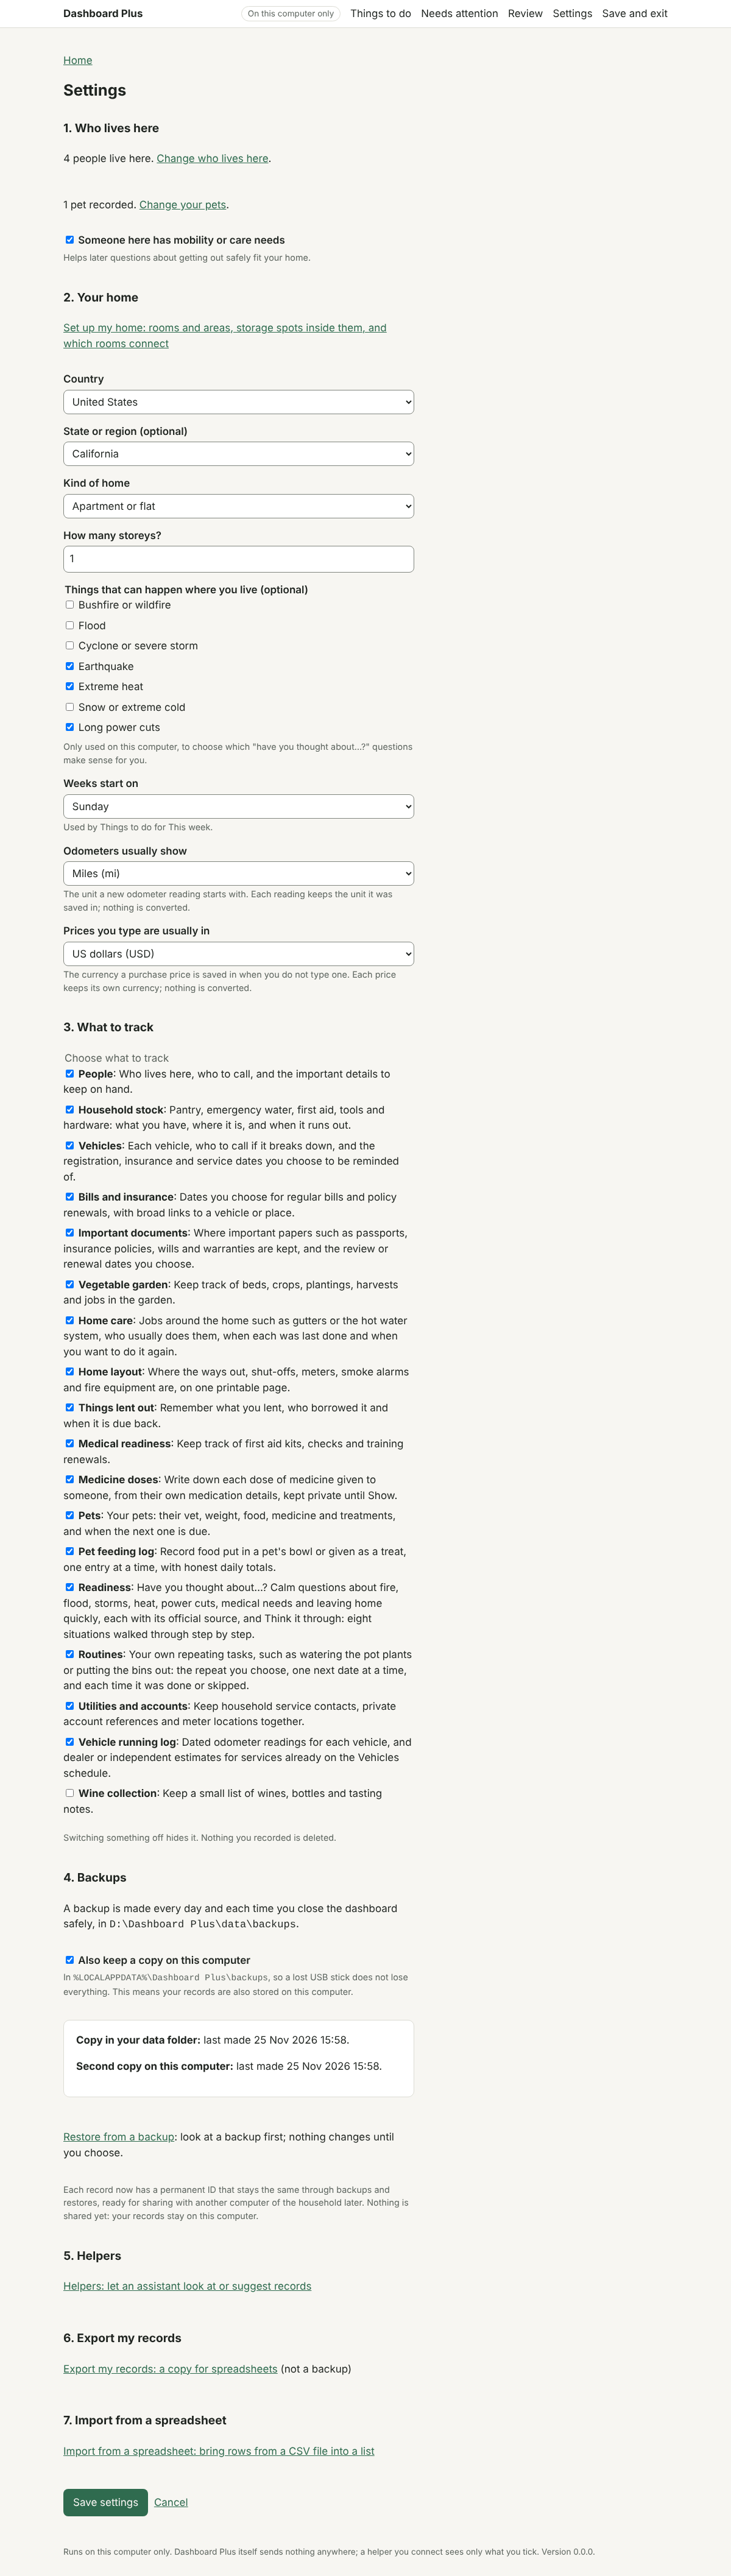 Dashboard Plus
On this computer only
Things to do
Needs attention
Review
Settings
Save and exit
Home
Settings
1. Who lives here
4 people live here. Change who lives here.
1 pet recorded. Change your pets.
Someone here has mobility or care needs
Helps later questions about getting out safely fit your home.
2. Your home
Set up my home: rooms and areas, storage spots inside them, and
which rooms connect
Country
United States
State or region (optional)
California
Kind of home
Apartment or flat
How many storeys?
1
Things that can happen where you live (optional)
Bushfire or wildfire
Flood
Cyclone or severe storm
Earthquake
Extreme heat
Snow or extreme cold
Long power cuts
Only used on this computer, to choose which "have you thought about...?" questions
make sense for you.
Weeks start on
Sunday
Used by Things to do for This week.
Odometers usually show
Miles (mi)
The unit a new odometer reading starts with. Each reading keeps the unit it was
saved in; nothing is converted.
Prices you type are usually in
US dollars (USD)
The currency a purchase price is saved in when you do not type one. Each price
keeps its own currency; nothing is converted.
3. What to track
Choose what to track
People: Who lives here, who to call, and the important details to
keep on hand.
Household stock: Pantry, emergency water, first aid, tools and
hardware: what you have, where it is, and when it runs out.
Vehicles: Each vehicle, who to call if it breaks down, and the
registration, insurance and service dates you choose to be reminded
of.
Bills and insurance: Dates you choose for regular bills and policy
renewals, with broad links to a vehicle or place.
Important documents: Where important papers such as passports,
insurance policies, wills and warranties are kept, and the review or
renewal dates you choose.
Vegetable garden: Keep track of beds, crops, plantings, harvests
and jobs in the garden.
Home care: Jobs around the home such as gutters or the hot water
system, who usually does them, when each was last done and when
you want to do it again.
Home layout: Where the ways out, shut-offs, meters, smoke alarms
and fire equipment are, on one printable page.
Things lent out: Remember what you lent, who borrowed it and
when it is due back.
Medical readiness: Keep track of first aid kits, checks and training
renewals.
Medicine doses: Write down each dose of medicine given to
someone, from their own medication details, kept private until Show.
Pets: Your pets: their vet, weight, food, medicine and treatments,
and when the next one is due.
Pet feeding log: Record food put in a pet's bowl or given as a treat,
one entry at a time, with honest daily totals.
Readiness: Have you thought about...? Calm questions about fire,
flood, storms, heat, power cuts, medical needs and leaving home
quickly, each with its official source, and Think it through: eight
situations walked through step by step.
Routines: Your own repeating tasks, such as watering the pot plants
or putting the bins out: the repeat you choose, one next date at a time,
and each time it was done or skipped.
Utilities and accounts: Keep household service contacts, private
account references and meter locations together.
Vehicle running log: Dated odometer readings for each vehicle, and
dealer or independent estimates for services already on the Vehicles
schedule.
Wine collection: Keep a small list of wines, bottles and tasting
notes.
Switching something off hides it. Nothing you recorded is deleted.
4. Backups
A backup is made every day and each time you close the dashboard
safely, in D:\Dashboard Plus\data\backups.
Also keep a copy on this computer
In %LOCALAPPDATA%\Dashboard Plus\backups, so a lost USB stick does not lose
everything. This means your records are also stored on this computer.
Copy in your data folder: last made 25 Nov 2026 15:58.
Second copy on this computer: last made 25 Nov 2026 15:58.
Restore from a backup: look at a backup first; nothing changes until
you choose.
Each record now has a permanent ID that stays the same through backups and
restores, ready for sharing with another computer of the household later. Nothing is
shared yet: your records stay on this computer.
5. Helpers
Helpers: let an assistant look at or suggest records
6. Export my records
Export my records: a copy for spreadsheets (not a backup)
7. Import from a spreadsheet
Import from a spreadsheet: bring rows from a CSV file into a list
Save settings
Cancel
Runs on this computer only. Dashboard Plus itself sends nothing anywhere; a helper you connect sees only what you tick. Version 0.0.0.